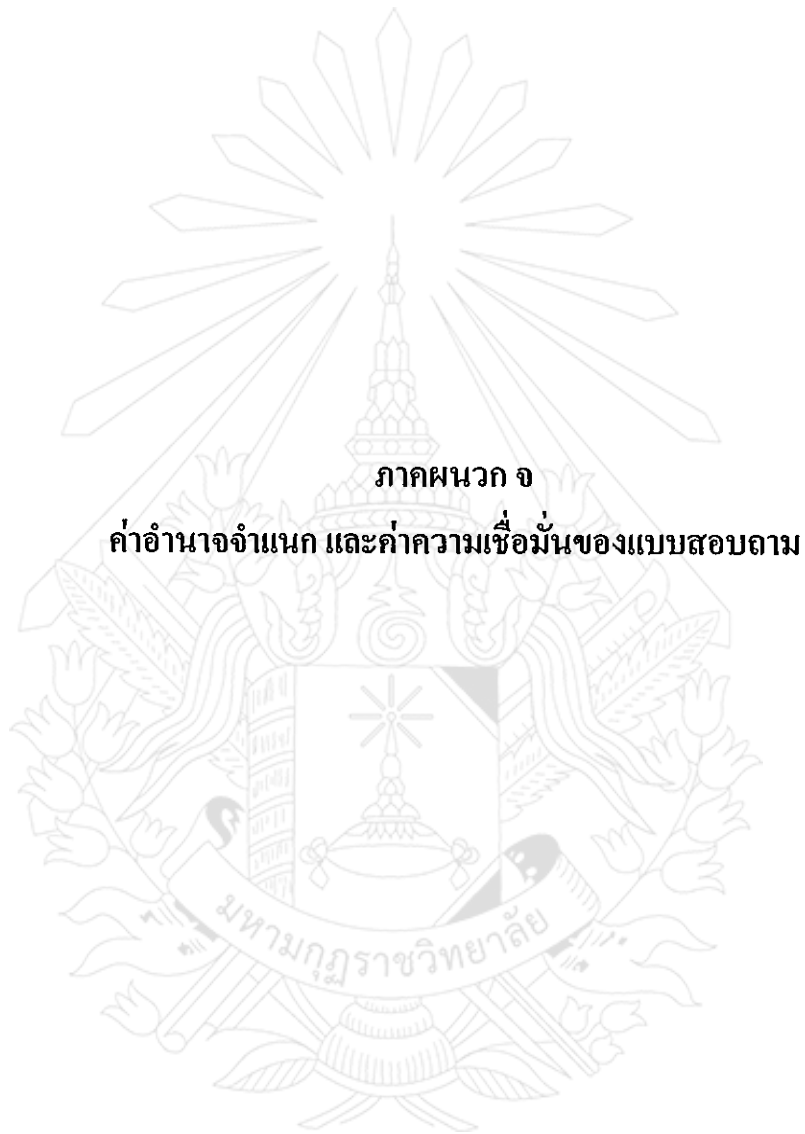 ภาคผนวก จ
ค่าอำนาจจำแนก และค่าความเชื่อมั่นของแบบสอบถาม
มหามกุฏราชวิทยาลัย